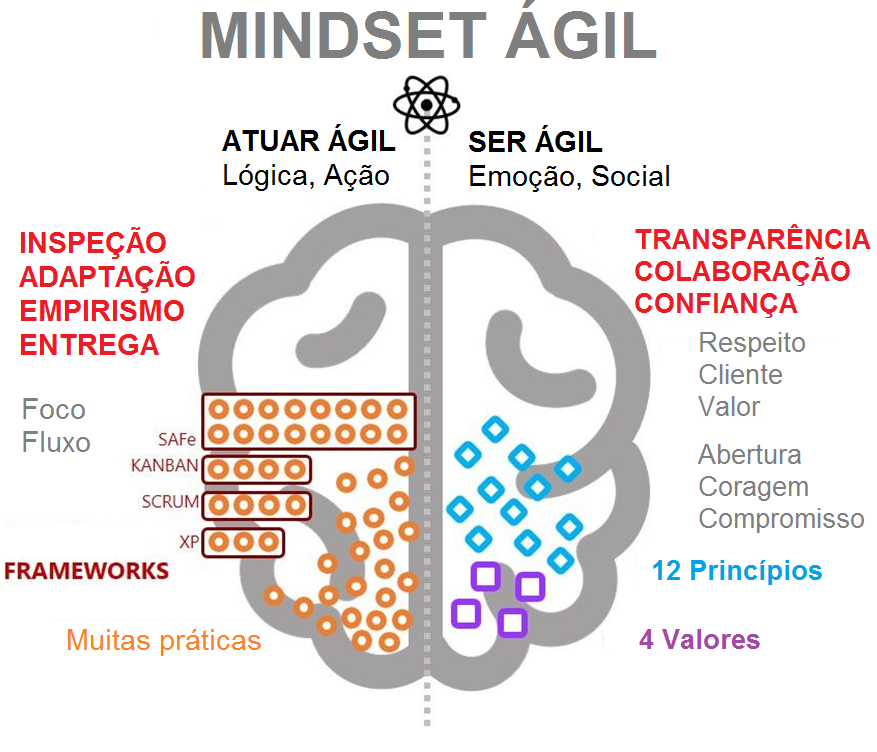 MINDSET ÁGIL
ATUAR ÁGIL
Lógica, Ação
SER ÁGIL
Emoção, Social
INSPEÇÃO
ADAPTAÇÃO
EMPIRISMO
ENTREGA
Foco
Fluxo
SAFe
KANBAN
SCRUM
XP
FRAMEWORKS
Muitas práticas
TRANSPARÊNCIA
COLABORAÇÃO
CONFIANÇA
Respeito
Cliente
Valor
Abertura
Coragem
Compromisso
12 Princípios
4 Valores